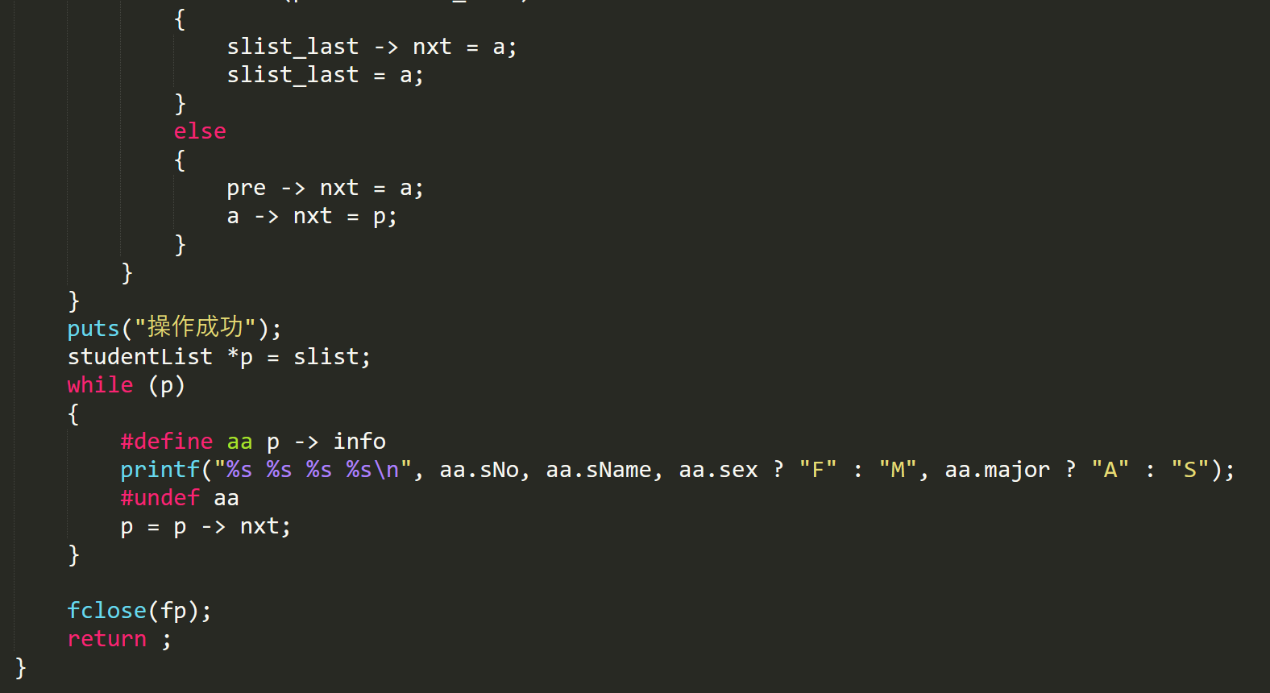 {
slist_last -> nxt = a;
slist_last = a;
}
else
{
pre -> nxt = a;
a -> nxt = p;
}
}
}
puts("操作成功");
studentList *p = slist;
while (p)
{
#define aa p -> info
printf("%s %s %s %s\n", aa.sNo, aa.sName, aa.sex ? "F" : "M", aa.major ? "A" : "S");
#undef aa
p = p -> nxt;
}
fclose(fp);
return ;
}